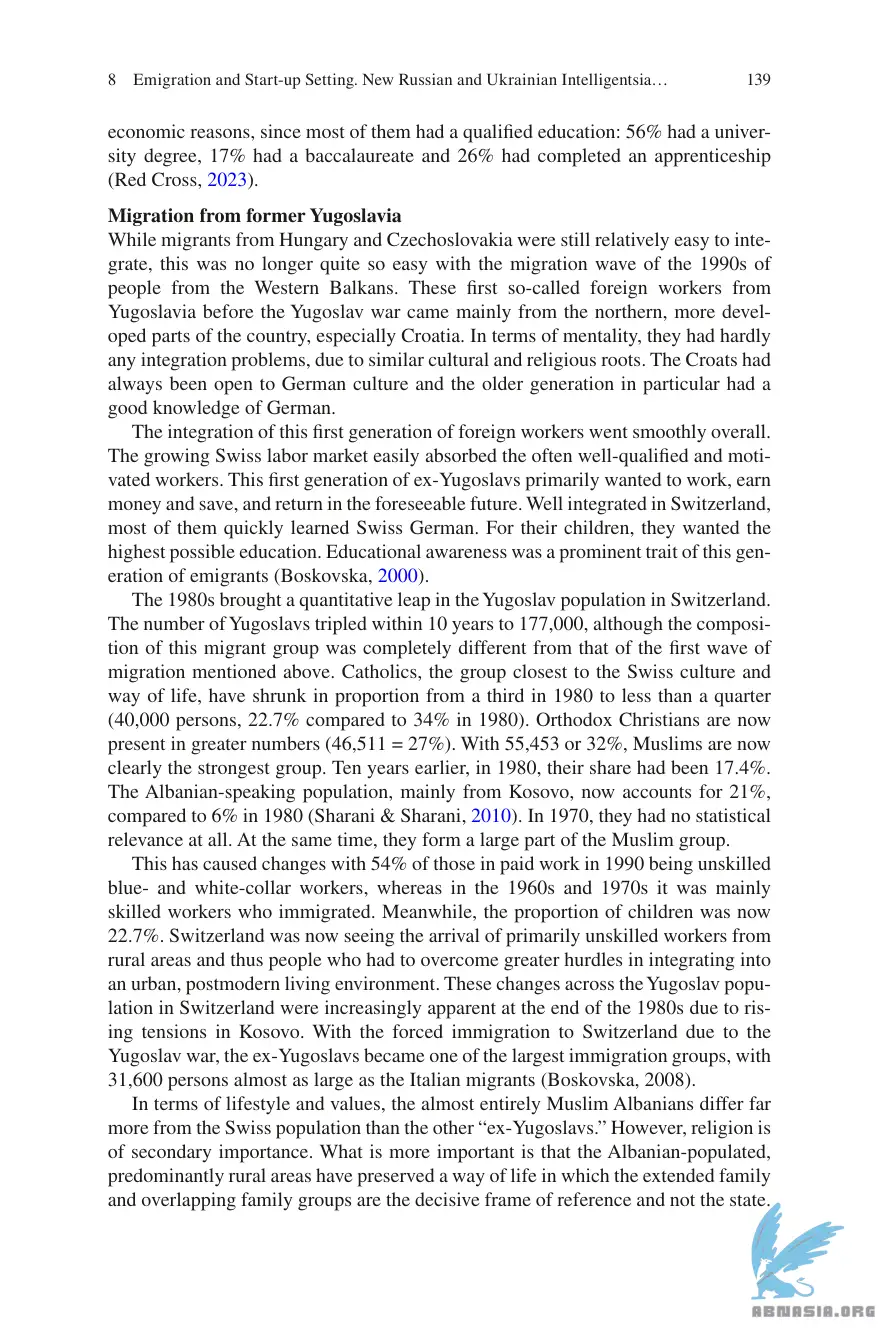 8 Emigration and Start-up Setting. New Russian and Ukrainian Intelligentsia… 139
economic reasons, since most of them had a qualified education: 56% had a univer-
sity degree, 17% had a baccalaureate and 26% had completed an apprenticeship
(Red Cross, 2023).
Migration from former Yugoslavia
While migrants from Hungary and Czechoslovakia were still relatively easy to inte-
grate, this was no longer quite so easy with the migration wave of the 1990s of
people from the Western Balkans. These first so-called foreign workers from
Yugoslavia before the Yugoslav war came mainly from the northern, more devel-
oped parts of the country, especially Croatia. In terms of mentality, they had hardly
any integration problems, due to similar cultural and religious roots. The Croats had
always been open to German culture and the older generation in particular had a
good knowledge of German.
The integration of this first generation of foreign workers went smoothly overall.
The growing Swiss labor market easily absorbed the often well-qualified and moti-
vated workers. This first generation of ex-Yugoslavs primarily wanted to work, earn
money and save, and return in the foreseeable future. Well integrated in Switzerland,
most of them quickly learned Swiss German. For their children, they wanted the
highest possible education. Educational awareness was a prominent trait of this gen-
eration of emigrants (Boskovska, 2000).
The 1980s brought a quantitative leap in the Yugoslav population in Switzerland.
The number of Yugoslavs tripled within 10 years to 177,000, although the composi-
tion of this migrant group was completely different from that of the first wave of
migration mentioned above. Catholics, the group closest to the Swiss culture and
way of life, have shrunk in proportion from a third in 1980 to less than a quarter
(40,000 persons, 22.7% compared to 34% in 1980). Orthodox Christians are now
present in greater numbers (46,511 = 27%). With 55,453 or 32%, Muslims are now
clearly the strongest group. Ten years earlier, in 1980, their share had been 17.4%.
The Albanian-speaking population, mainly from Kosovo, now accounts for 21%,
compared to 6% in 1980 (Sharani & Sharani, 2010). In 1970, they had no statistical
relevance at all. At the same time, they form a large part of the Muslim group.
This has caused changes with 54% of those in paid work in 1990 being unskilled
blue- and white-collar workers, whereas in the 1960s and 1970s it was mainly
skilled workers who immigrated. Meanwhile, the proportion of children was now
22.7%. Switzerland was now seeing the arrival of primarily unskilled workers from
rural areas and thus people who had to overcome greater hurdles in integrating into
an urban, postmodern living environment. These changes across the Yugoslav popu-
lation in Switzerland were increasingly apparent at the end of the 1980s due to ris-
ing tensions in Kosovo. With the forced immigration to Switzerland due to the
Yugoslav war, the ex-Yugoslavs became one of the largest immigration groups, with
31,600 persons almost as large as the Italian migrants (Boskovska, 2008).
In terms of lifestyle and values, the almost entirely Muslim Albanians differ far
more from the Swiss population than the other “ex-Yugoslavs.” However, religion is
of secondary importance. What is more important is that the Albanian-populated,
predominantly rural areas have preserved a way of life in which the extended family
and overlapping family groups are the decisive frame of reference and not the state.
ABNASIA.ORG